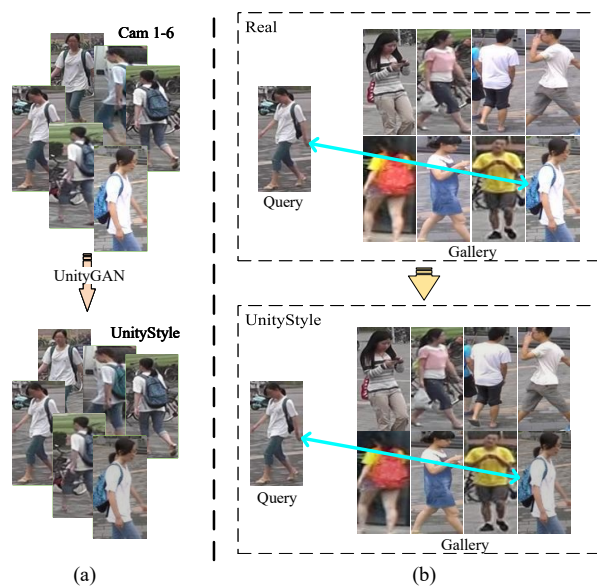 Cam 1-6
UnityGAN
UnityStyle
(a)
Real
Query
Gallery
UnityStyle
Query
Gallery
(b)